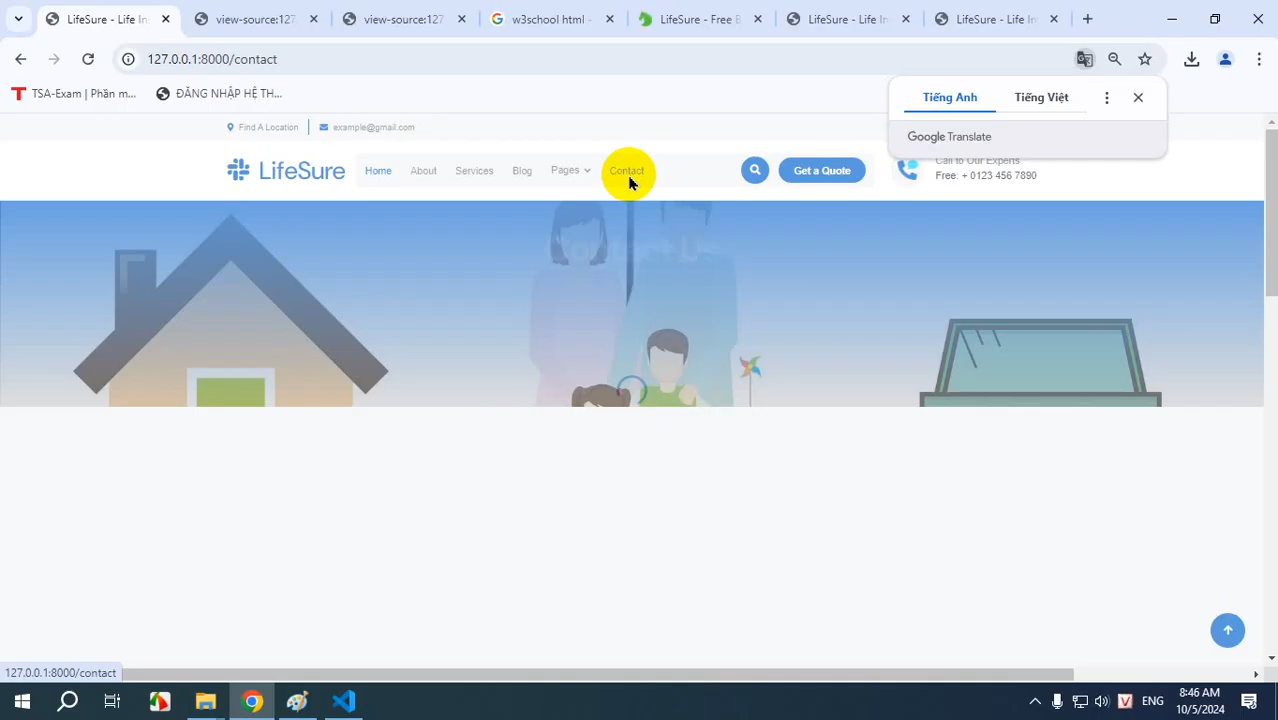 LifeSure - Life In
view-source:127
view-source:127
w3school html -
LifeSure - Free B
LifeSure - Life In
LifeSure - Life In
127.0.0.1:8000/contact
TSA-Exam | Phần m...
ĐĂNG NHẬP HỆ TH...
Tiếng Anh
Tiếng Việt
Google Translate
Find A Location
example@gmail.com
LifeSure
Home
About
Services
Blog
Pages
Contact
Get a Quote
Call to Our Experts
Free: + 0123 456 7890
Contact Us
127.0.0.1:8000/contact
ENG
8:46 AM
10/5/2024